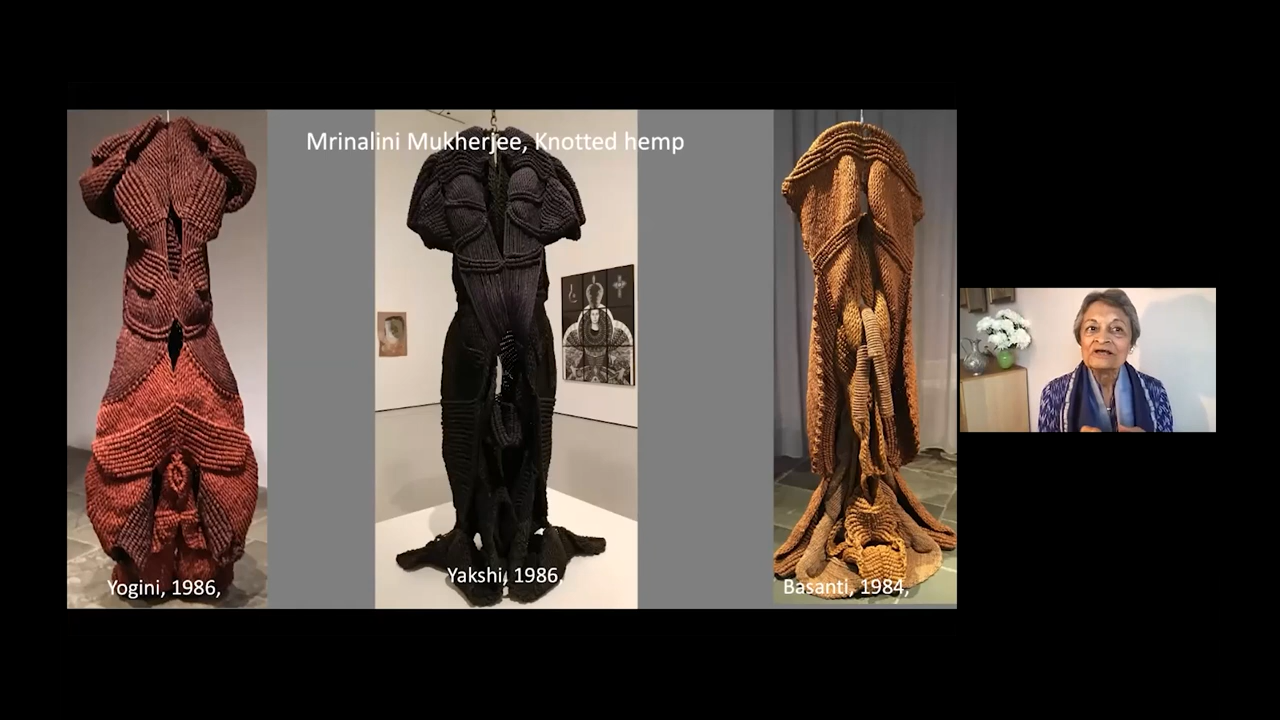 Mrinalini Mukherjee, Knotted hemp
Yogini, 1986,
Yakshi, 1986,
Basanti, 1984,